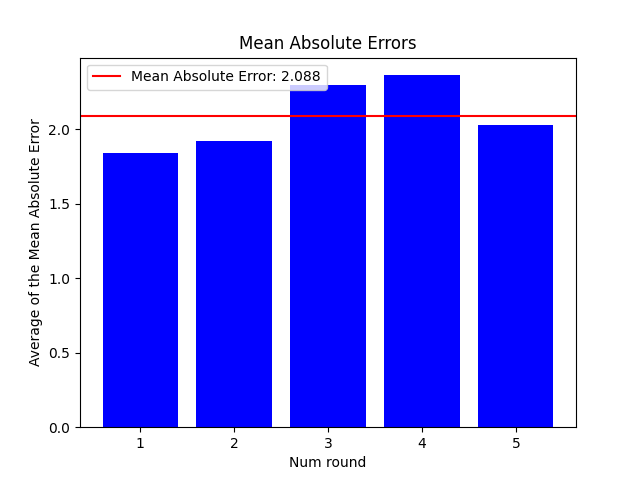 Mean Absolute Errors
Mean Absolute Error: 2.088
Average of the Mean Absolute Error
2.0
1.5
1.0
0.5
0.0
1 2 3 4 5
Num round